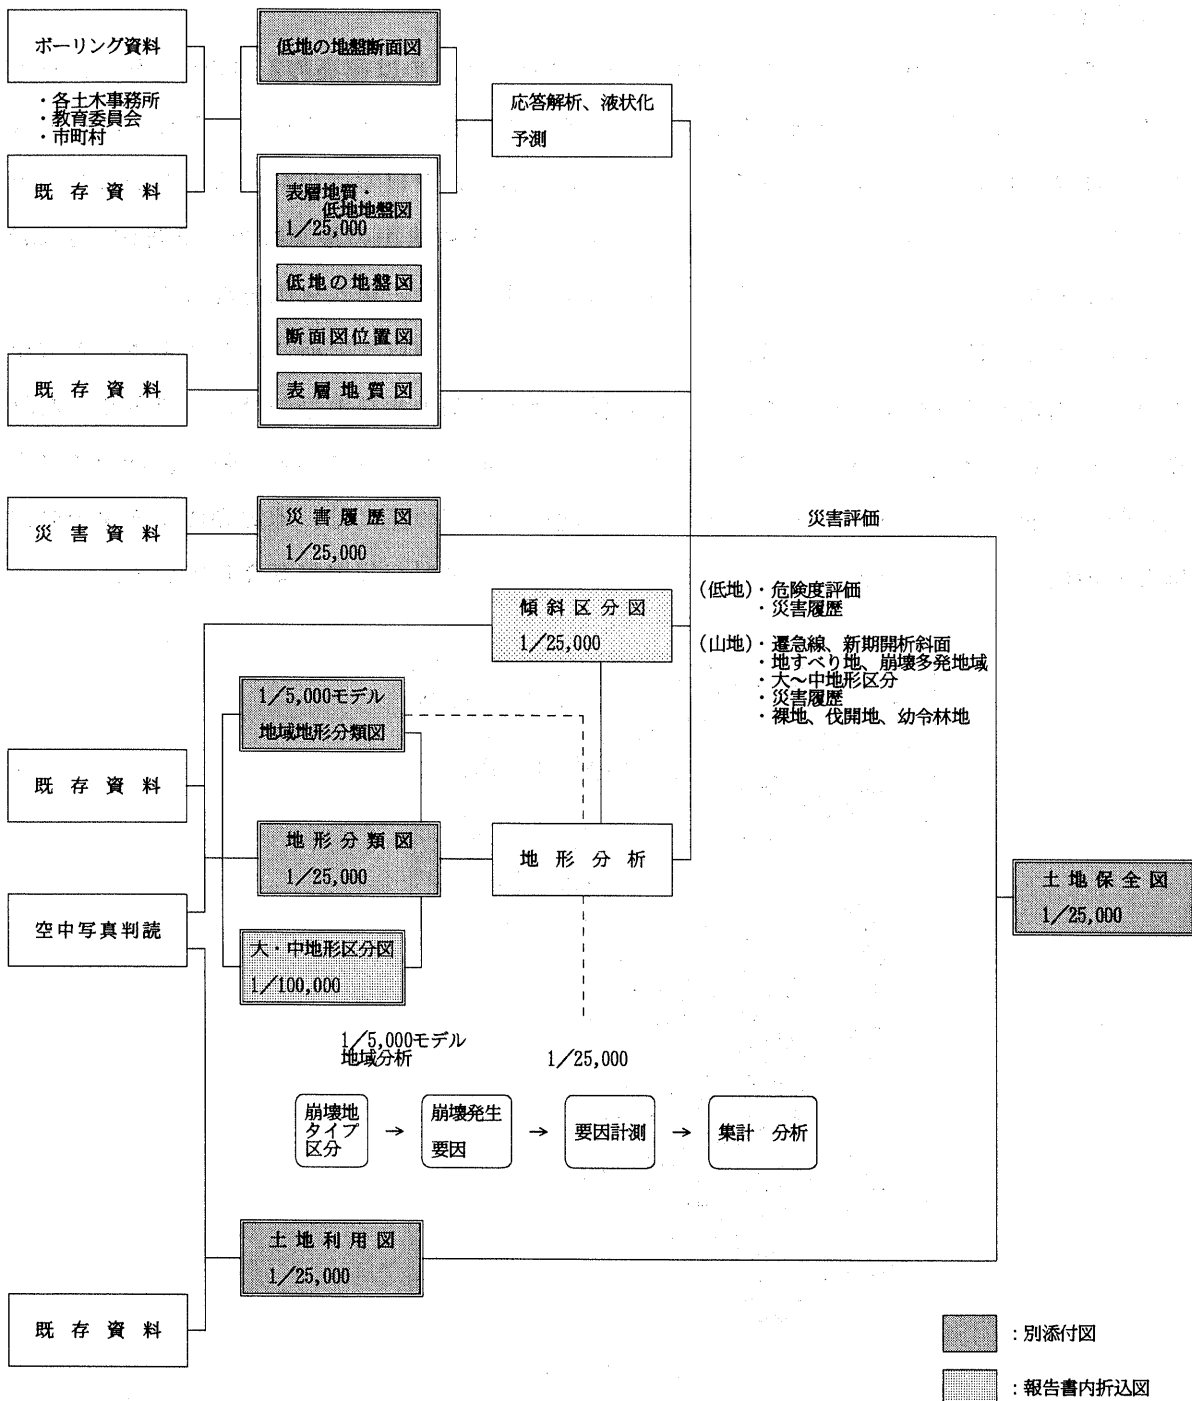 ボーリング資料
・各土木事務所
・教育委員会
・市町村
既存資料
低地の地盤断面図
表層地質・
低地地盤図
1/25,000
低地の地盤図
断面図位置図
表層地質図
応答解析、液状化
予測
既存資料
災害資料
災害履歴図
1/25,000
災害評価
傾斜区分図
1/25,000
(低地)・危険度評価
・災害履歴
(山地)・遷急線、新期開析斜面
・地すべり地、崩壊多発地域
・大~中地形区分
・災害履歴
・裸地、伐開地、幼令林地
1/5,000モデル
地域地形分類図
既存資料
地形分類図
1/25,000
地形分析
土地保全図
1/25,000
空中写真判読
大・中地形区分図
1/100,000
1/5,000モデル
地域分析
1/25,000
崩壊地
タイプ
区分
→
崩壊発生
要因
→
要因計測
→
集計 分析
土地利用図
1/25,000
既存資料
:別添付図
:報告書内折込図